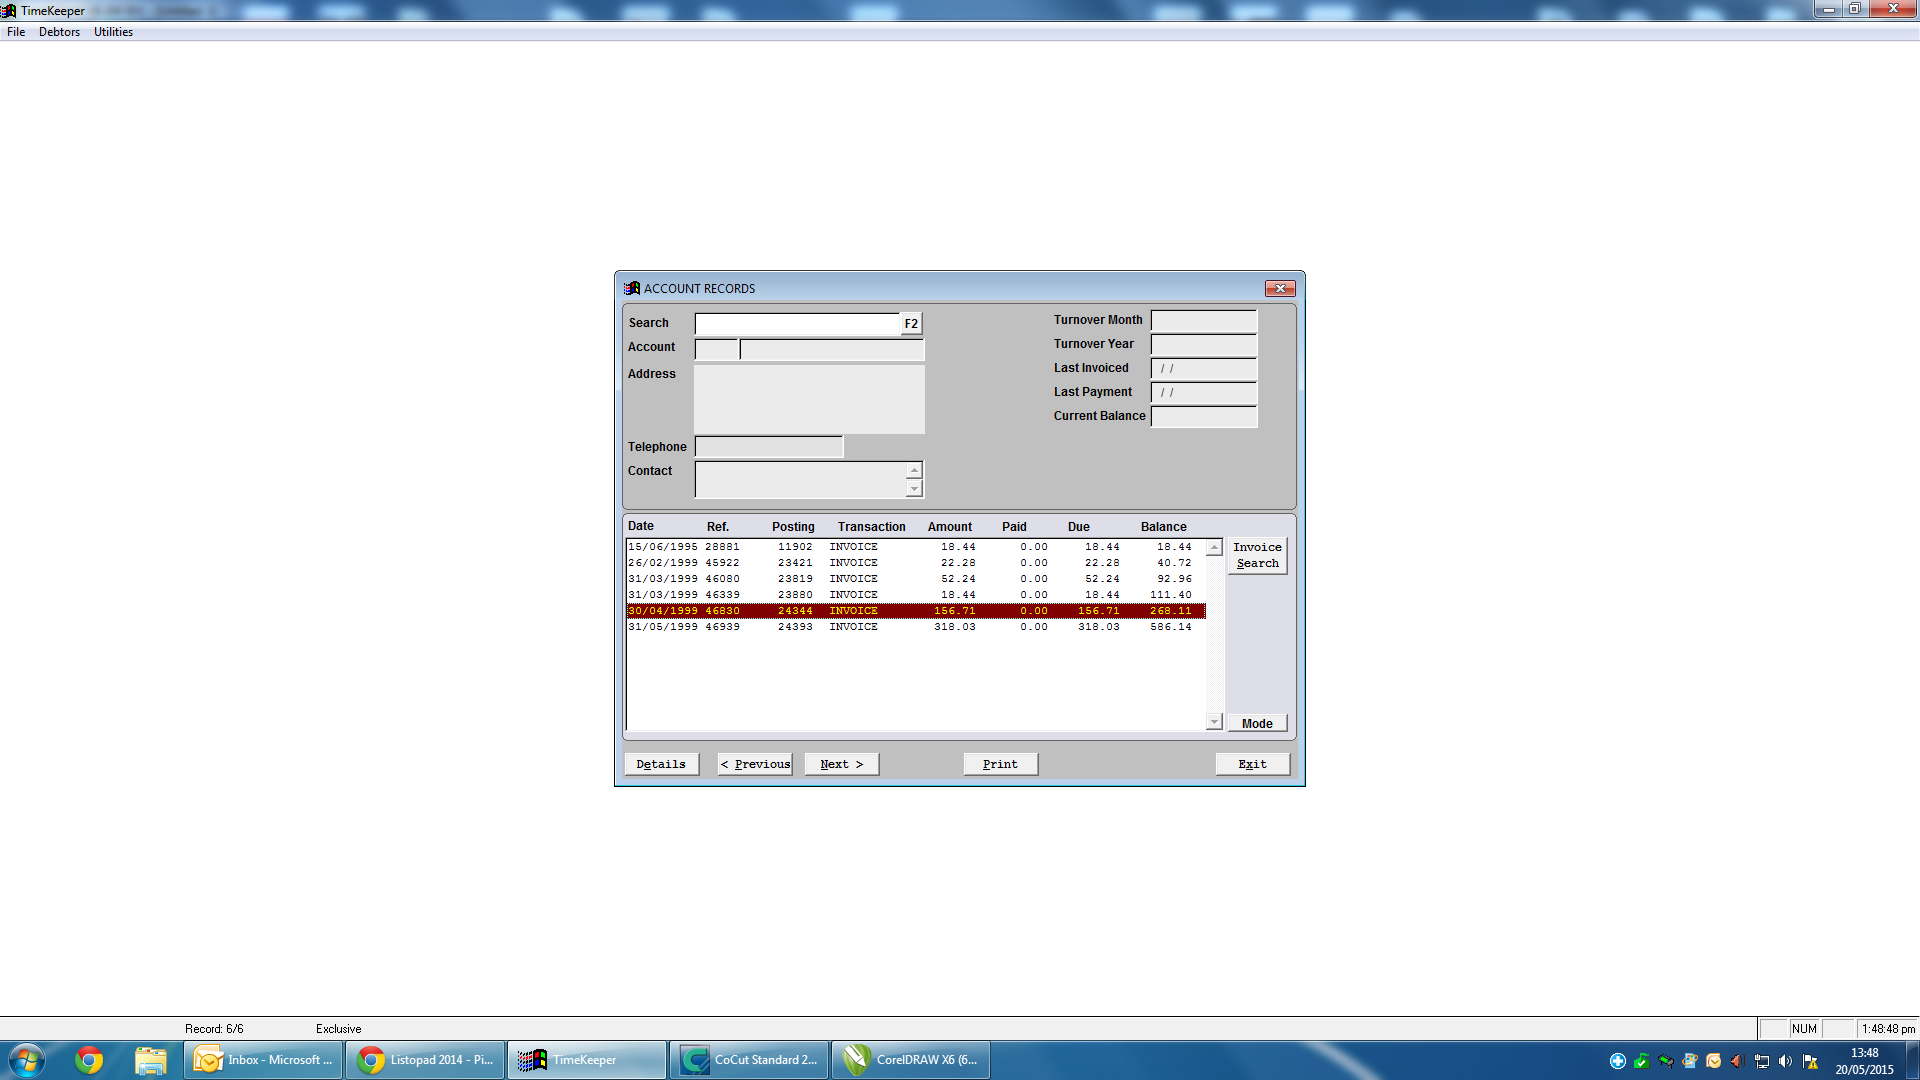 TimeKeeper
File Debtors Utilities
ACCOUNT RECORDS
Search F2
Account
Address
Telephone
Contact
Turnover Month
Turnover Year
Last Invoiced / /
Last Payment / /
Current Balance
Date Ref. Posting Transaction Amount Paid Due Balance
15/06/1995 28881 11902 INVOICE 18.44 0.00 18.44 18.44
26/02/1999 45922 23421 INVOICE 22.28 0.00 22.28 40.72
31/03/1999 46080 23819 INVOICE 52.24 0.00 52.24 92.96
31/03/1999 46339 23880 INVOICE 18.44 0.00 18.44 111.40
30/04/1999 46830 24344 INVOICE 156.71 0.00 156.71 268.11
31/05/1999 46939 24393 INVOICE 318.03 0.00 318.03 586.14
Invoice
Search
Mode
Details < Previous Next > Print Exit
Record: 6/6 Exclusive NUM 1:48:48 pm
Inbox - Microsoft ... Listopad 2014 - Pi... TimeKeeper CoCut Standard 2... CorelDRAW X6 (6...
13:48
20/05/2015